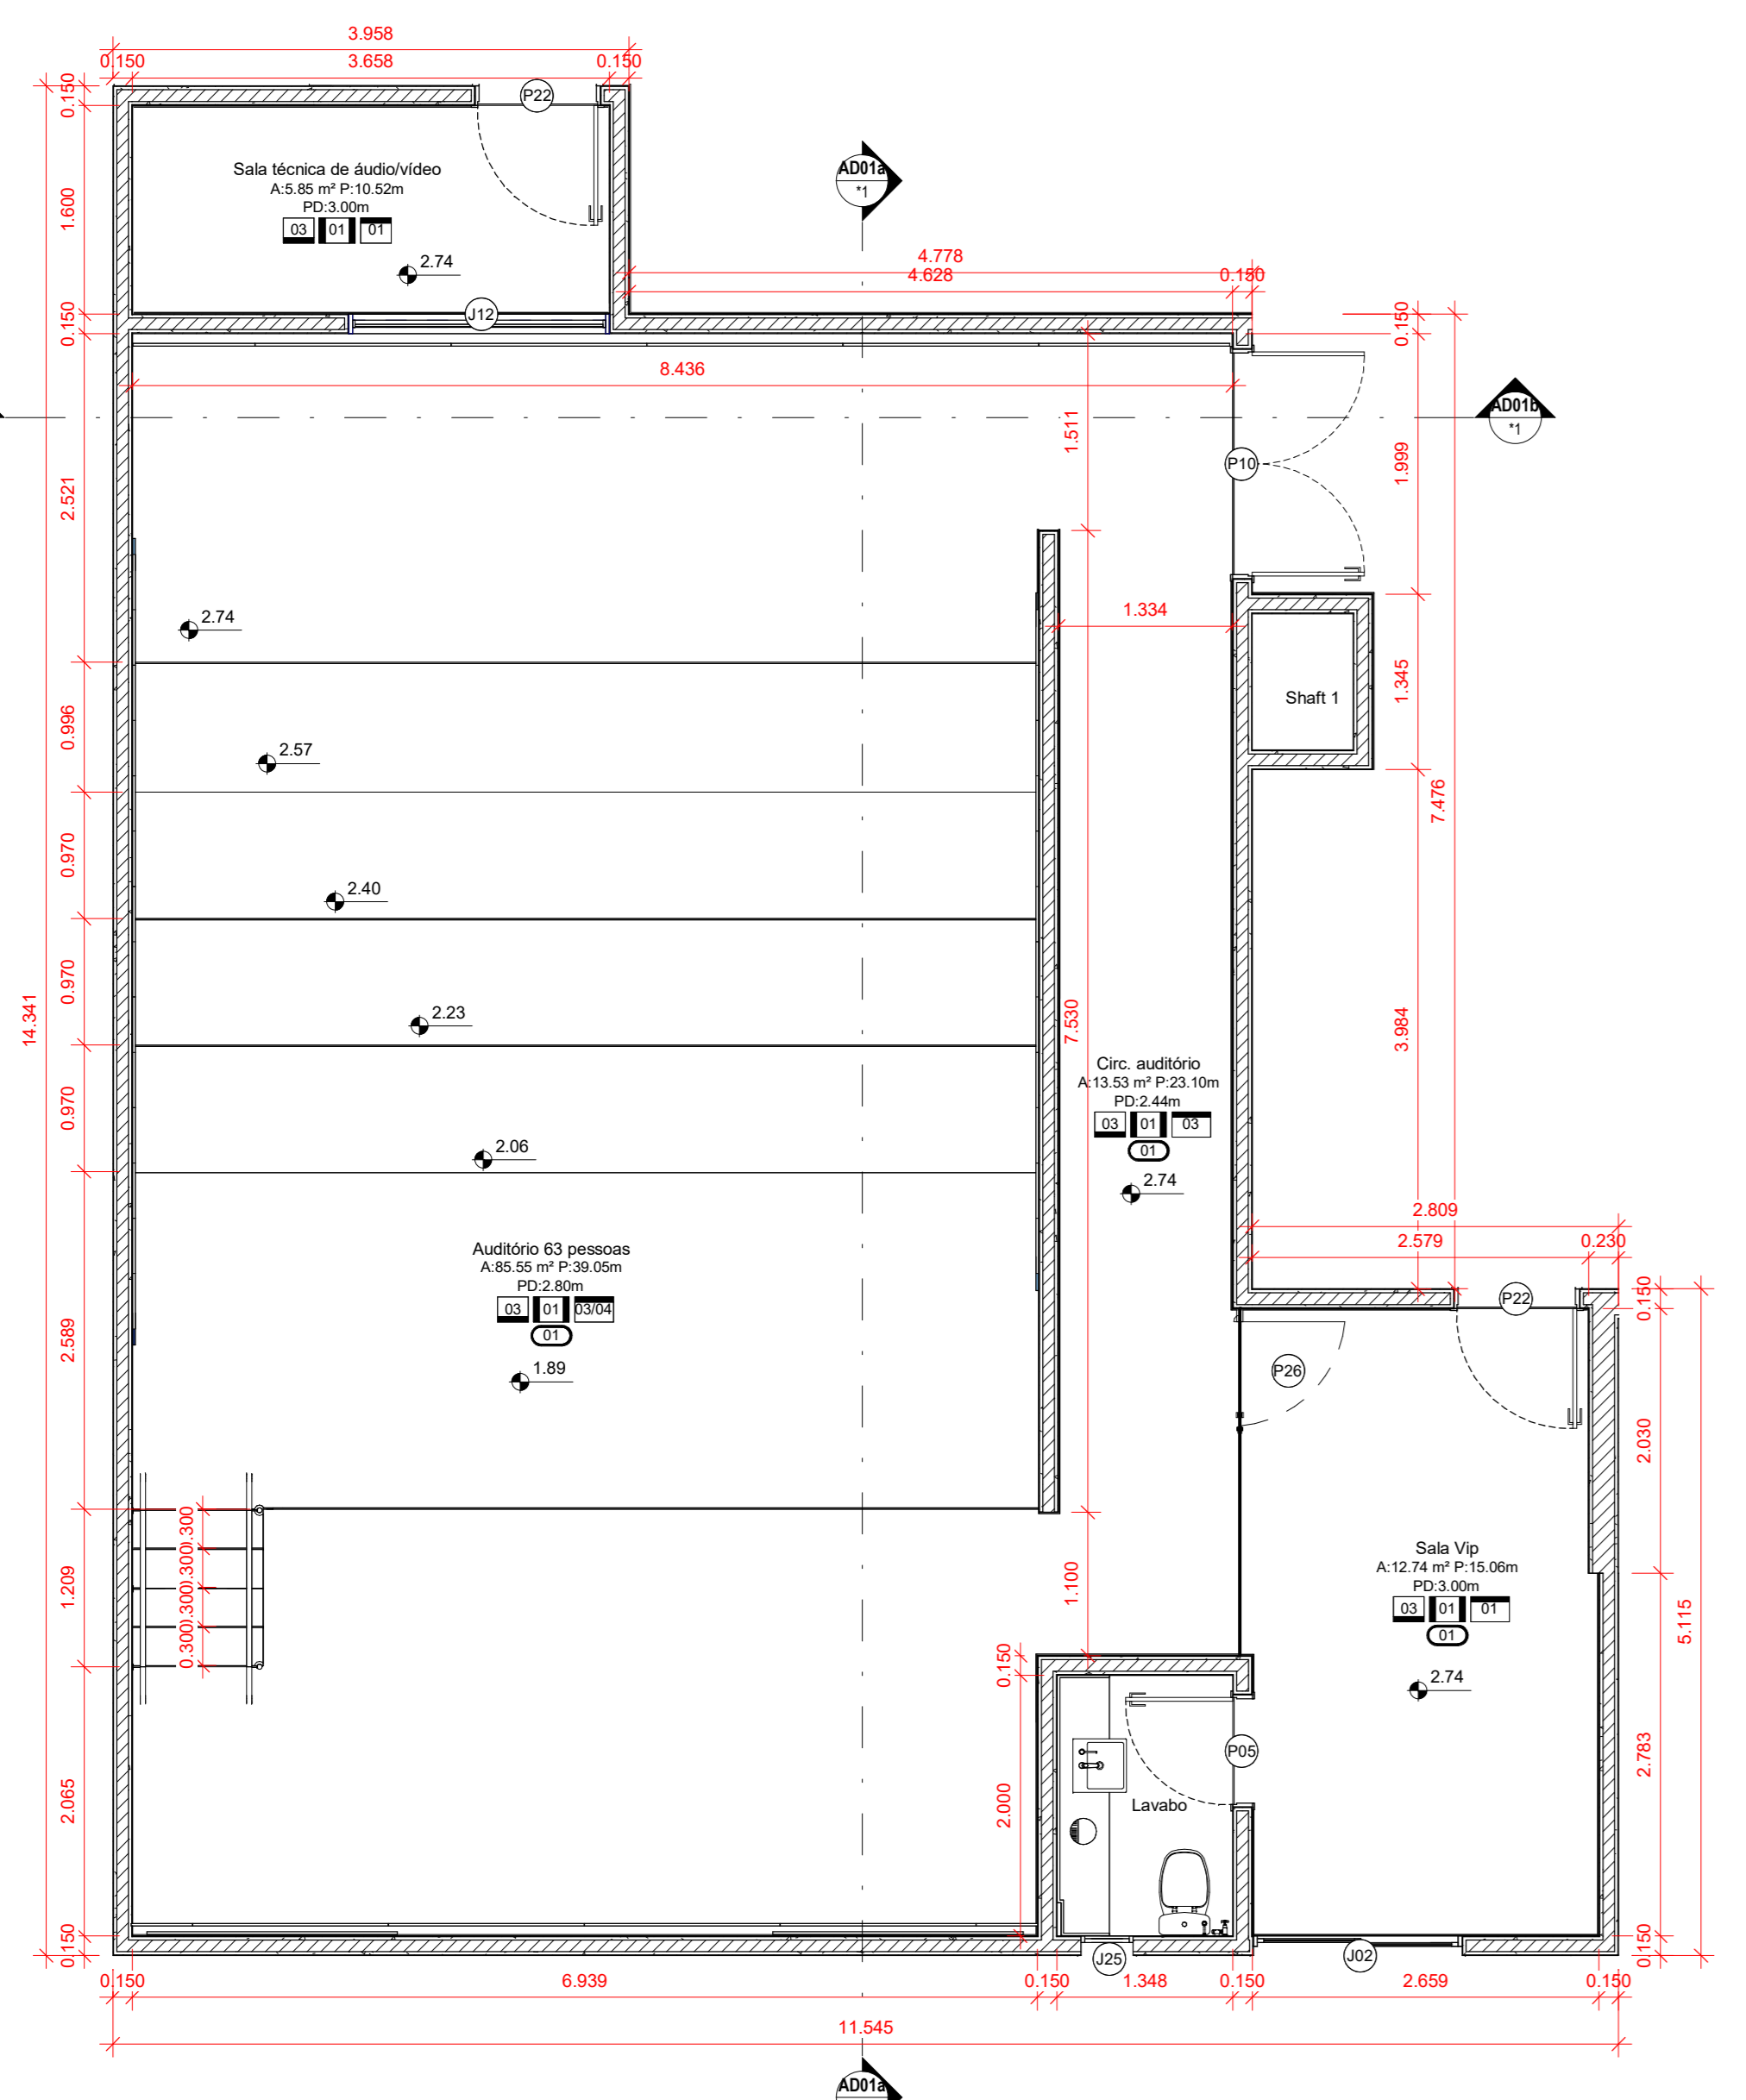 3.958
0.150 3.658 0.150
0.150
P22
Sala técnica de áudio/vídeo
A:5.85 m² P:10.52m
PD:3.00m
03 01 01
2.74
1.600
AD01a
*1
4.778
4.628 0.150
J12
0.150
0.150
8.436
AD01b
*1
1.511
P10
1.999
2.521
2.74
1.334
1.345
Shaft 1
0.996
2.57
7.476
0.970
2.40
0.970
14.341
2.23
7.530
3.984
Circ. auditório
A:13.53 m² P:23.10m
PD:2.44m
03 01 03
01
2.74
0.970
2.06
2.809
2.579 0.230
Auditório 63 pessoas
A:85.55 m² P:39.05m
PD:2.80m
03 01 03/04
01
1.89
2.589
P22
0.150
P26
2.030
0.300
0.300
0.300
0.300
1.209
1.100
Sala Vip
A:12.74 m² P:15.06m
PD:3.00m
03 01 01
01
2.74
5.115
0.150
2.783
P05
Lavabo
2.000
2.065
0.150
0.150
J25
J02
0.150 6.939 0.150 1.348 0.150 2.659 0.150
11.545
AD01a